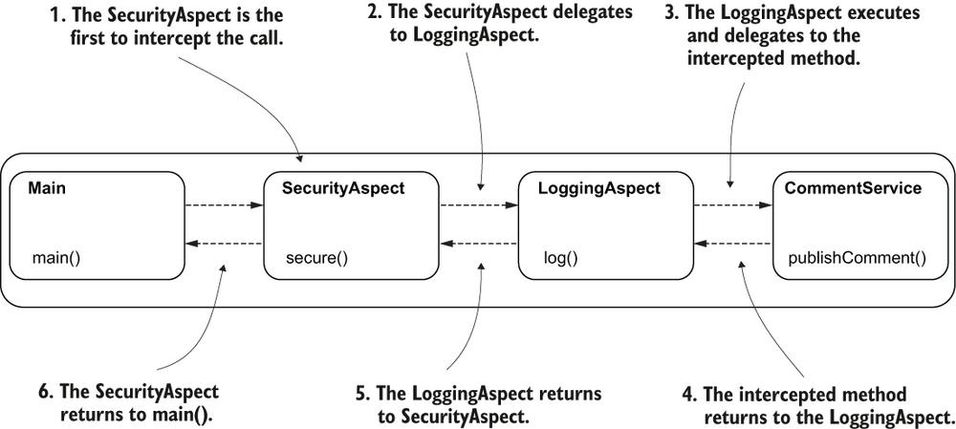 1. The SecurityAspect is the
first to intercept the call.
2. The SecurityAspect delegates
to LoggingAspect.
3. The LoggingAspect executes
and delegates to the
intercepted method.
Main
main()
SecurityAspect
secure()
LoggingAspect
log()
CommentService
publishComment()
6. The SecurityAspect
returns to main().
5. The LoggingAspect returns
to SecurityAspect.
4. The intercepted method
returns to the LoggingAspect.